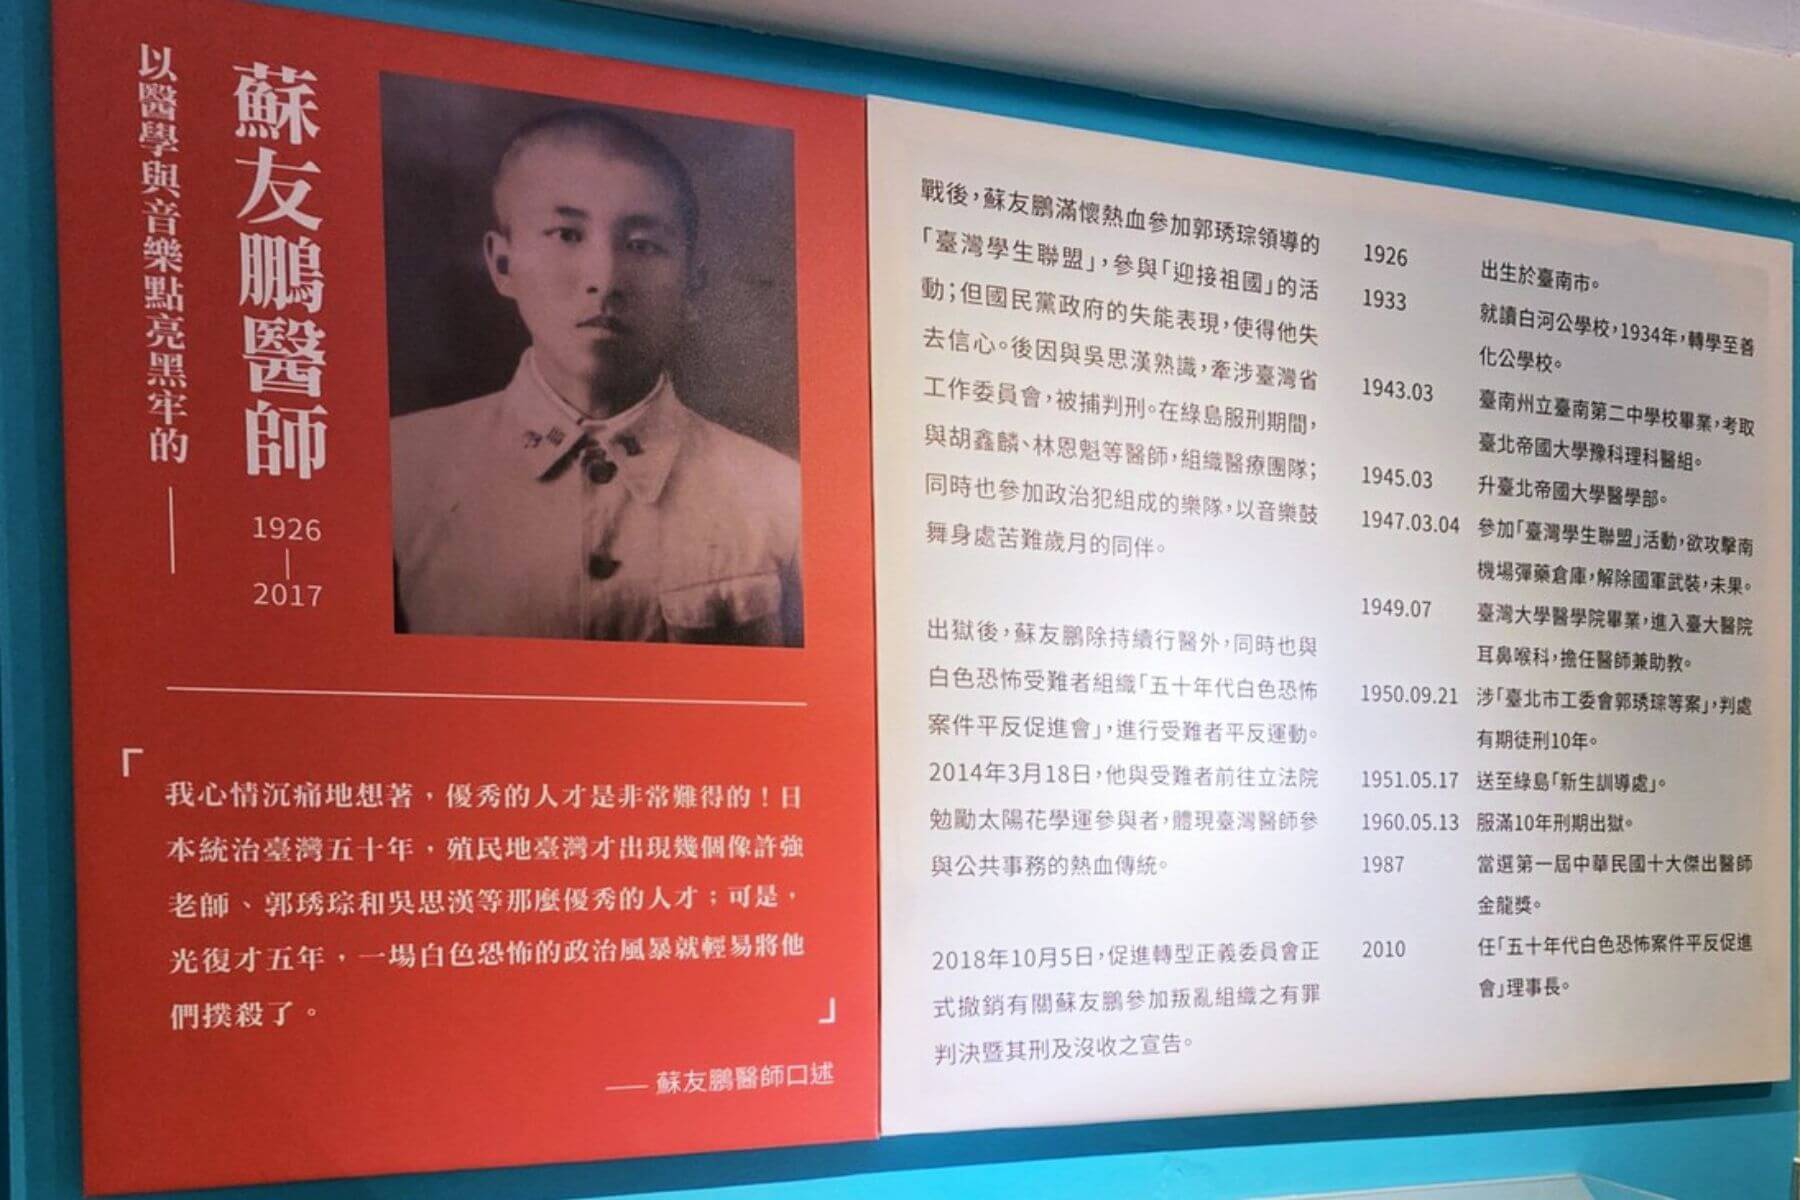 以醫學與音樂點亮黑牢的——
蘇友鵬醫師
1926
|
2017
「
我心情沉痛地想著，優秀的人才是非常難得的！日
本統治臺灣五十年，殖民地臺灣才出現幾個像許強
老師、郭琇琮和吳思漢等那麼優秀的人才；可是，
光復才五年，一場白色恐怖的政治風暴就輕易將他
們撲殺了。
」
—— 蘇友鵬醫師口述
戰後，蘇友鵬滿懷熱血參加郭琇琮領導的
「臺灣學生聯盟」，參與「迎接祖國」的活
動；但國民黨政府的失能表現，使得他失
去信心。後因與吳思漢熟識，牽涉臺灣省
工作委員會，被捕判刑。在綠島服刑期間，
與胡鑫麟、林恩魁等醫師，組織醫療團隊；
同時也參加政治犯組成的樂隊，以音樂鼓
舞身處苦難歲月的同伴。
出獄後，蘇友鵬除持續行醫外，同時也與
白色恐怖受難者組織「五十年代白色恐怖
案件平反促進會」，進行受難者平反運動。
2014年3月18日，他與受難者前往立法院
勉勵太陽花學運參與者，體現臺灣醫師參
與公共事務的熱血傳統。
2018年10月5日，促進轉型正義委員會正
式撤銷有關蘇友鵬參加叛亂組織之有罪
判決暨其刑及沒收之宣告。
1926 出生於臺南市。
1933 就讀白河公學校，1934年，轉學至善
化公學校。
1943.03 臺南州立臺南第二中學校畢業，考取
臺北帝國大學豫科理科醫組。
1945.03 升臺北帝國大學醫學部。
1947.03.04 參加「臺灣學生聯盟」活動，欲攻擊南
機場彈藥倉庫，解除國軍武裝，未果。
1949.07 臺灣大學醫學院畢業，進入臺大醫院
耳鼻喉科，擔任醫師兼助教。
1950.09.21 涉「臺北市工委會郭琇琮等案」，判處
有期徒刑10年。
1951.05.17 送至綠島「新生訓導處」。
1960.05.13 服滿10年刑期出獄。
1987 當選第一屆中華民國十大傑出醫師
金龍獎。
2010 任「五十年代白色恐怖案件平反促進
會」理事長。